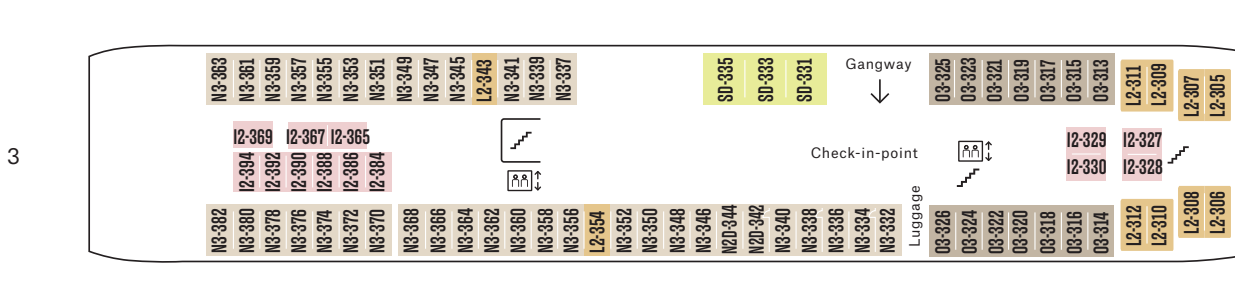 N3-363 N3-361 N3-359 N3-357 N3-355 N3-353 N3-351 N3-349 N3-347 N3-345 L2-343 N3-341 N3-339 N3-337
SD-335 SD-333 SD-331
Gangway
O3-325 O3-323 O3-321 O3-319 O3-317 O3-315 O3-313
L2-311 L2-309 L2-307 L2-305
I2-369 I2-367 I2-365
I2-329 I2-327
3
Check-in-point
I2-394 I2-392 I2-390 I2-388 I2-386 I2-384
I2-330 I2-328
N3-382 N3-380 N3-378 N3-376 N3-374 N3-372 N3-370
N3-368 N3-366 N3-364 N3-362 N3-360 N3-358 N3-356 L2-354 N3-352 N3-350 N3-348 N3-346 N2D-344 N2D-342 N3-340 N3-338 N3-336 N3-334 N3-332
Luggage
O3-326 O3-324 O3-322 O3-320 O3-318 O3-316 O3-314
L2-312 L2-310 L2-308 L2-306